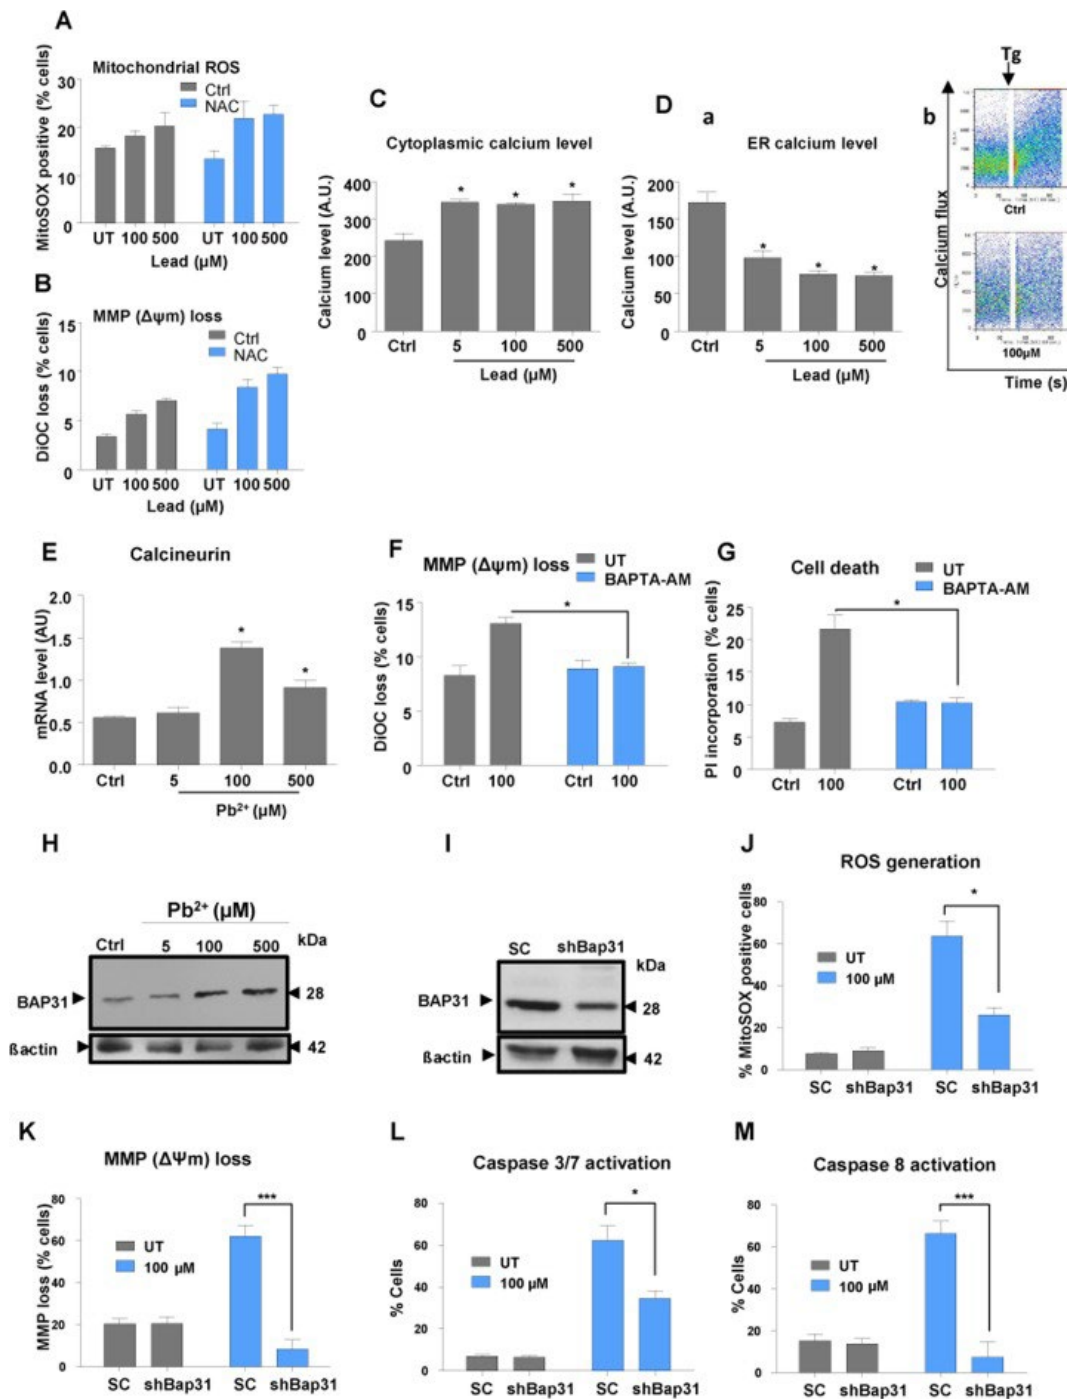 A
Mitochondrial ROS
Ctrl
NAC
MitoSOX positive (% cells)
30
20
10
0
UT 100 500 UT 100 500
Lead (µM)
B
MMP (Δψm) loss
Ctrl
NAC
DiOC loss (% cells)
15
10
5
0
UT 100 500 UT 100 500
Lead (µM)
C
Cytoplasmic calcium level
Calcium level (A.U.)
400
300
200
100
0
* * *
Ctrl 5 100 500
Lead (µM)
D
a
ER calcium level
Calcium level (A.U.)
200
150
100
50
0
* * *
Ctrl 5 100 500
Lead (µM)
b
Tg
Calcium flux
Ctrl
100µM
Time (s)
E
Calcineurin
mRNA level (AU)
2.0
1.5
1.0
0.5
0.0
* *
Ctrl 5 100 500
Pb²⁺ (µM)
F
MMP (Δψm) loss
UT
BAPTA-AM
DiOC loss (% cells)
15
10
5
0
*
Ctrl 100 Ctrl 100
G
Cell death
UT
BAPTA-AM
PI incorporation (% cells)
25
20
15
10
5
0
*
Ctrl 100 Ctrl 100
H
Pb²⁺ (µM)
Ctrl 5 100 500 kDa
BAP31 28
ßactin 42
I
SC shBap31
kDa
BAP31 28
ßactin 42
J
ROS generation
UT
100 µM
% MitoSOX positive cells
80
60
40
20
0
*
SC shBap31 SC shBap31
K
MMP (ΔΨm) loss
UT
100 µM
MMP loss (% cells)
80
60
40
20
0
***
SC shBap31 SC shBap31
L
Caspase 3/7 activation
UT
100 µM
% Cells
80
60
40
20
0
*
SC shBap31 SC shBap31
M
Caspase 8 activation
UT
100 µM
% Cells
80
60
40
20
0
***
SC shBap31 SC shBap31